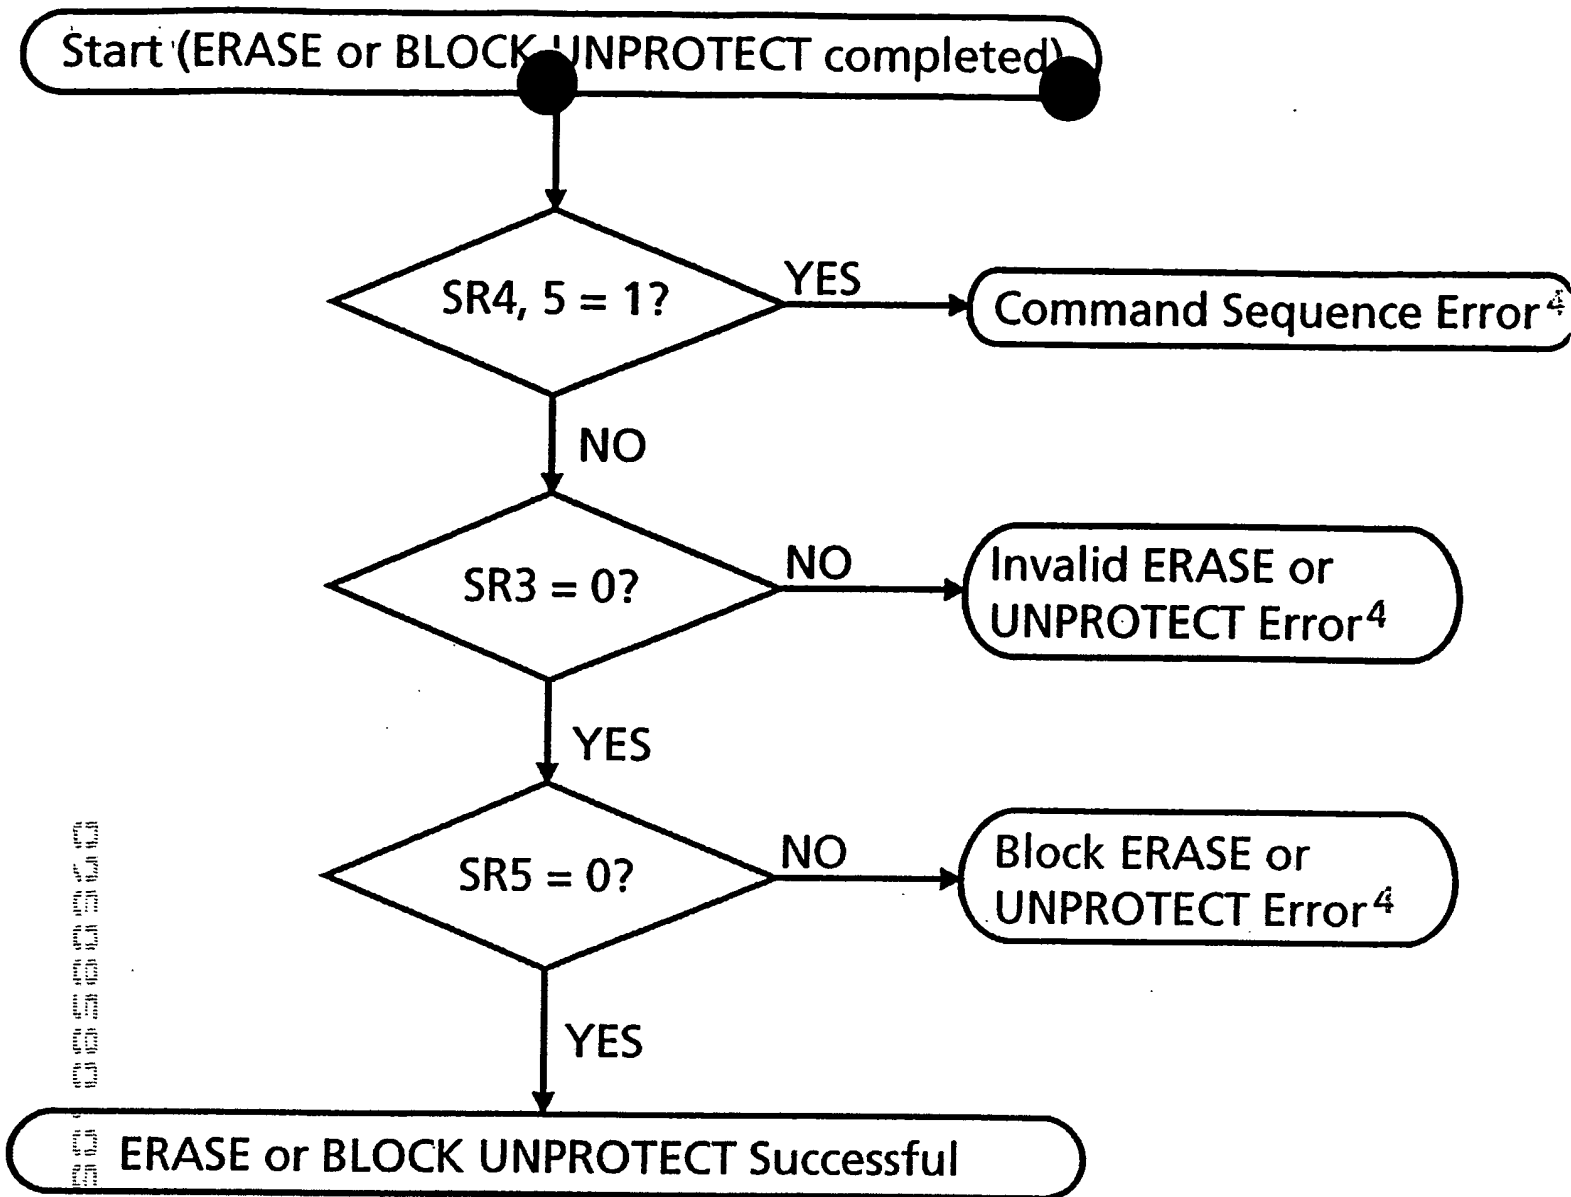 Start (ERASE or BLOCK UNPROTECT completed)
SR4, 5 = 1?
YES
Command Sequence Error4
NO
SR3 = 0?
NO
Invalid ERASE or
UNPROTECT Error4
YES
SR5 = 0?
NO
Block ERASE or
UNPROTECT Error4
YES
ERASE or BLOCK UNPROTECT Successful